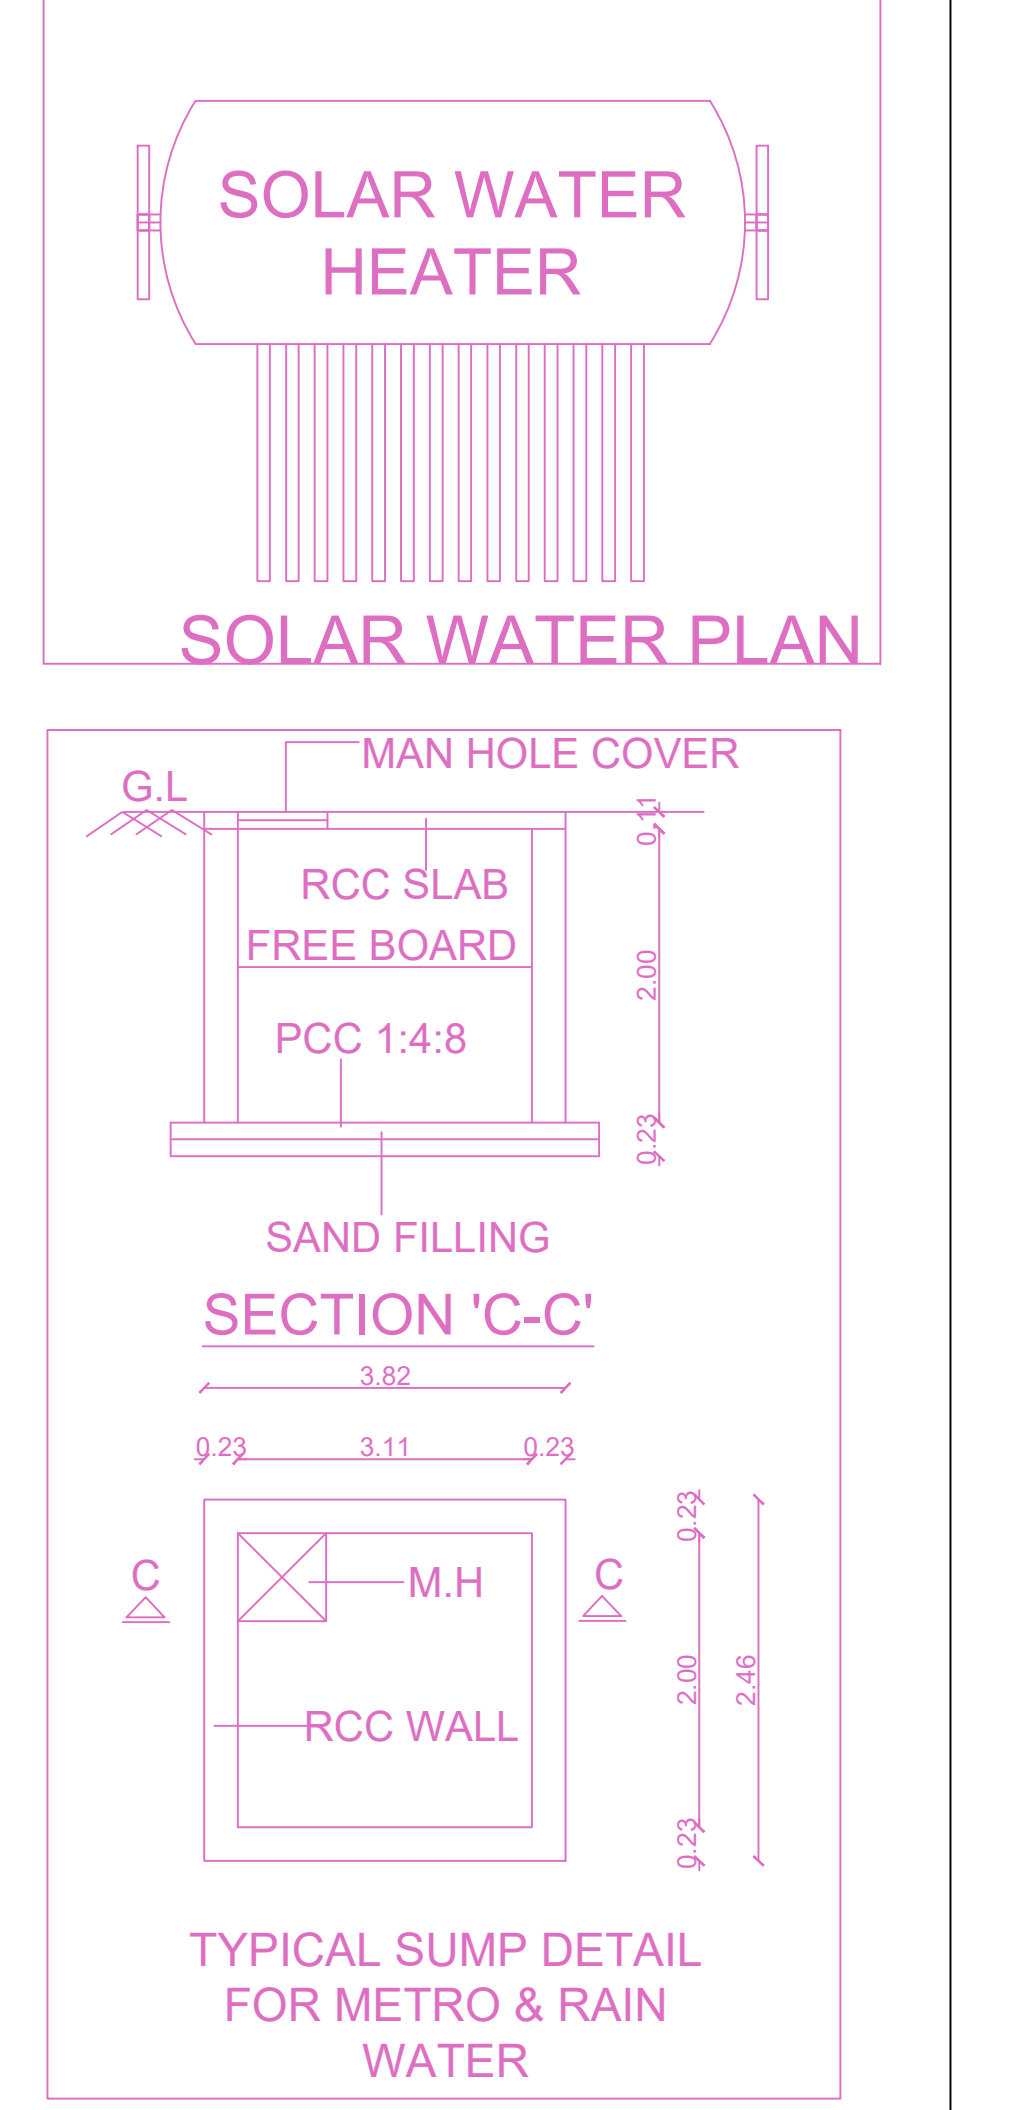 SOLAR WATER
HEATER
SOLAR WATER PLAN
MAN HOLE COVER
G.L
0.11
RCC SLAB
FREE BOARD
2.00
PCC 1:4:8
0.23
SAND FILLING
SECTION 'C-C'
3.82
0.23 3.11 0.23
0.23
C M.H C
2.00 2.46
RCC WALL
0.23
TYPICAL SUMP DETAIL
FOR METRO & RAIN
WATER